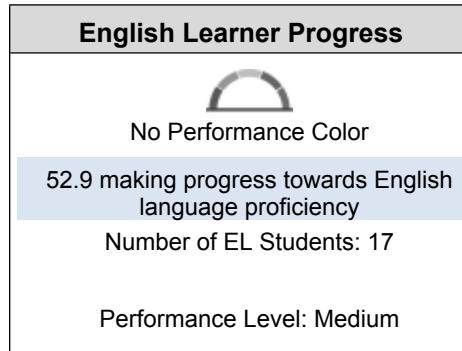 English Learner Progress
No Performance Color
52.9 making progress towards English
language proficiency
Number of EL Students: 17
Performance Level: Medium